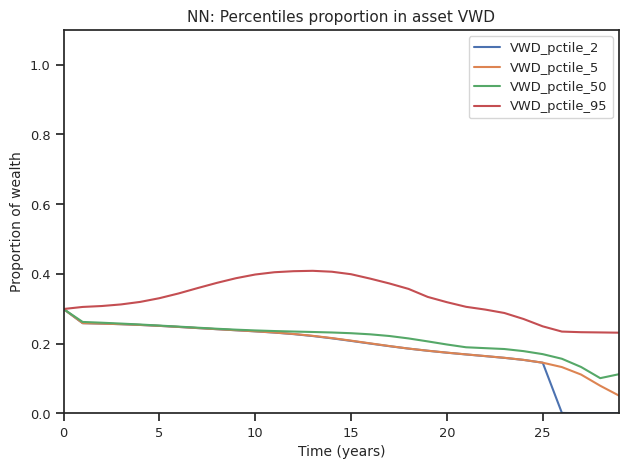 NN: Percentiles proportion in asset VWD
VWD_pctile_2
VWD_pctile_5
VWD_pctile_50
VWD_pctile_95
Proportion of wealth
1.0
0.8
0.6
0.4
0.2
0.0
0 5 10 15 20 25
Time (years)